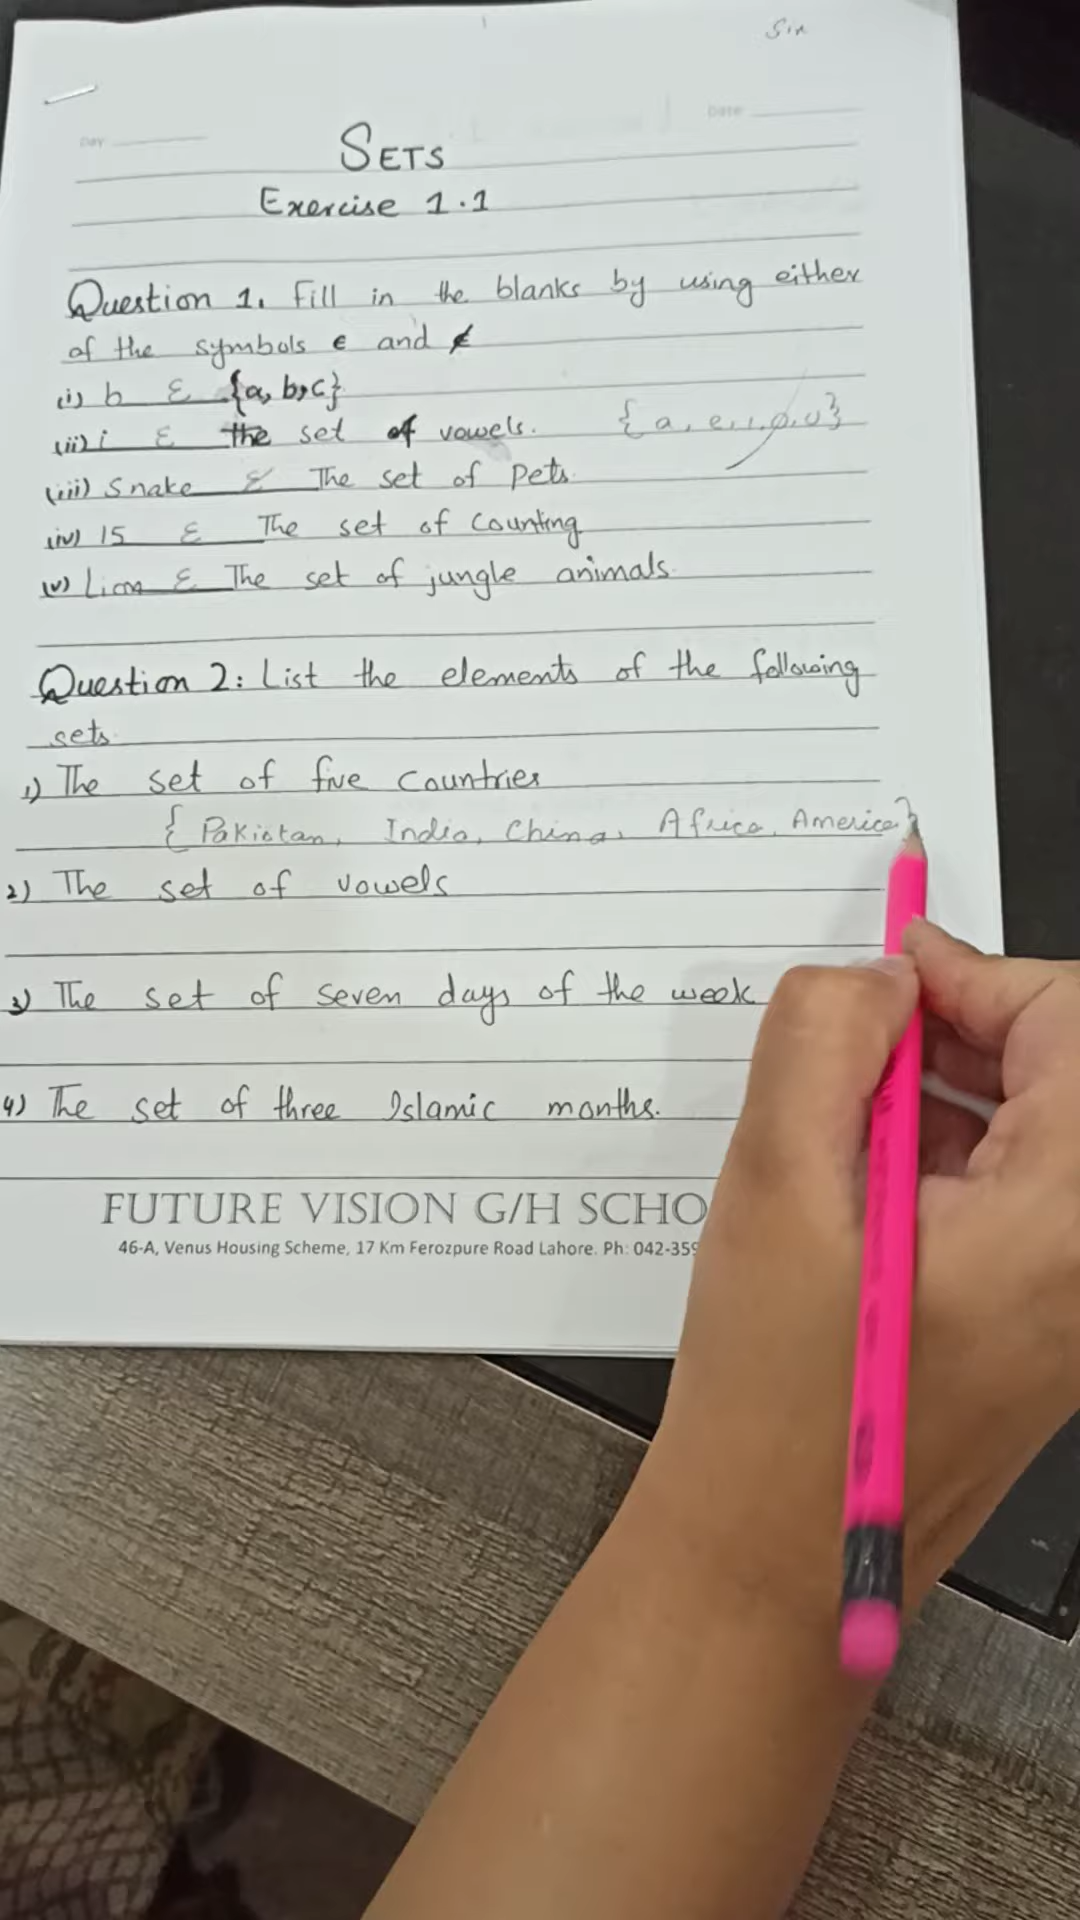 Sir
Day
Date
SETS
Exercise 1.1
Question 1. Fill in the blanks by using either
of the symbols ∈ and ∉
(i) b ∈ {a, b, c}
(ii) i ∈ the set of vowels. {a, e, i, o, u}
(iii) Snake ∉ The set of Pets.
(iv) 15 ∈ The set of Counting
(v) Lion ∈ The set of jungle animals.
Question 2: List the elements of the following
sets.
1) The set of five Countries
{Pakistan, India, China, Africa, America}
2) The set of vowels
3) The set of seven days of the week
4) The set of three Islamic months.
FUTURE VISION G/H SCHO
46-A, Venus Housing Scheme, 17 Km Ferozpure Road Lahore. Ph: 042-359